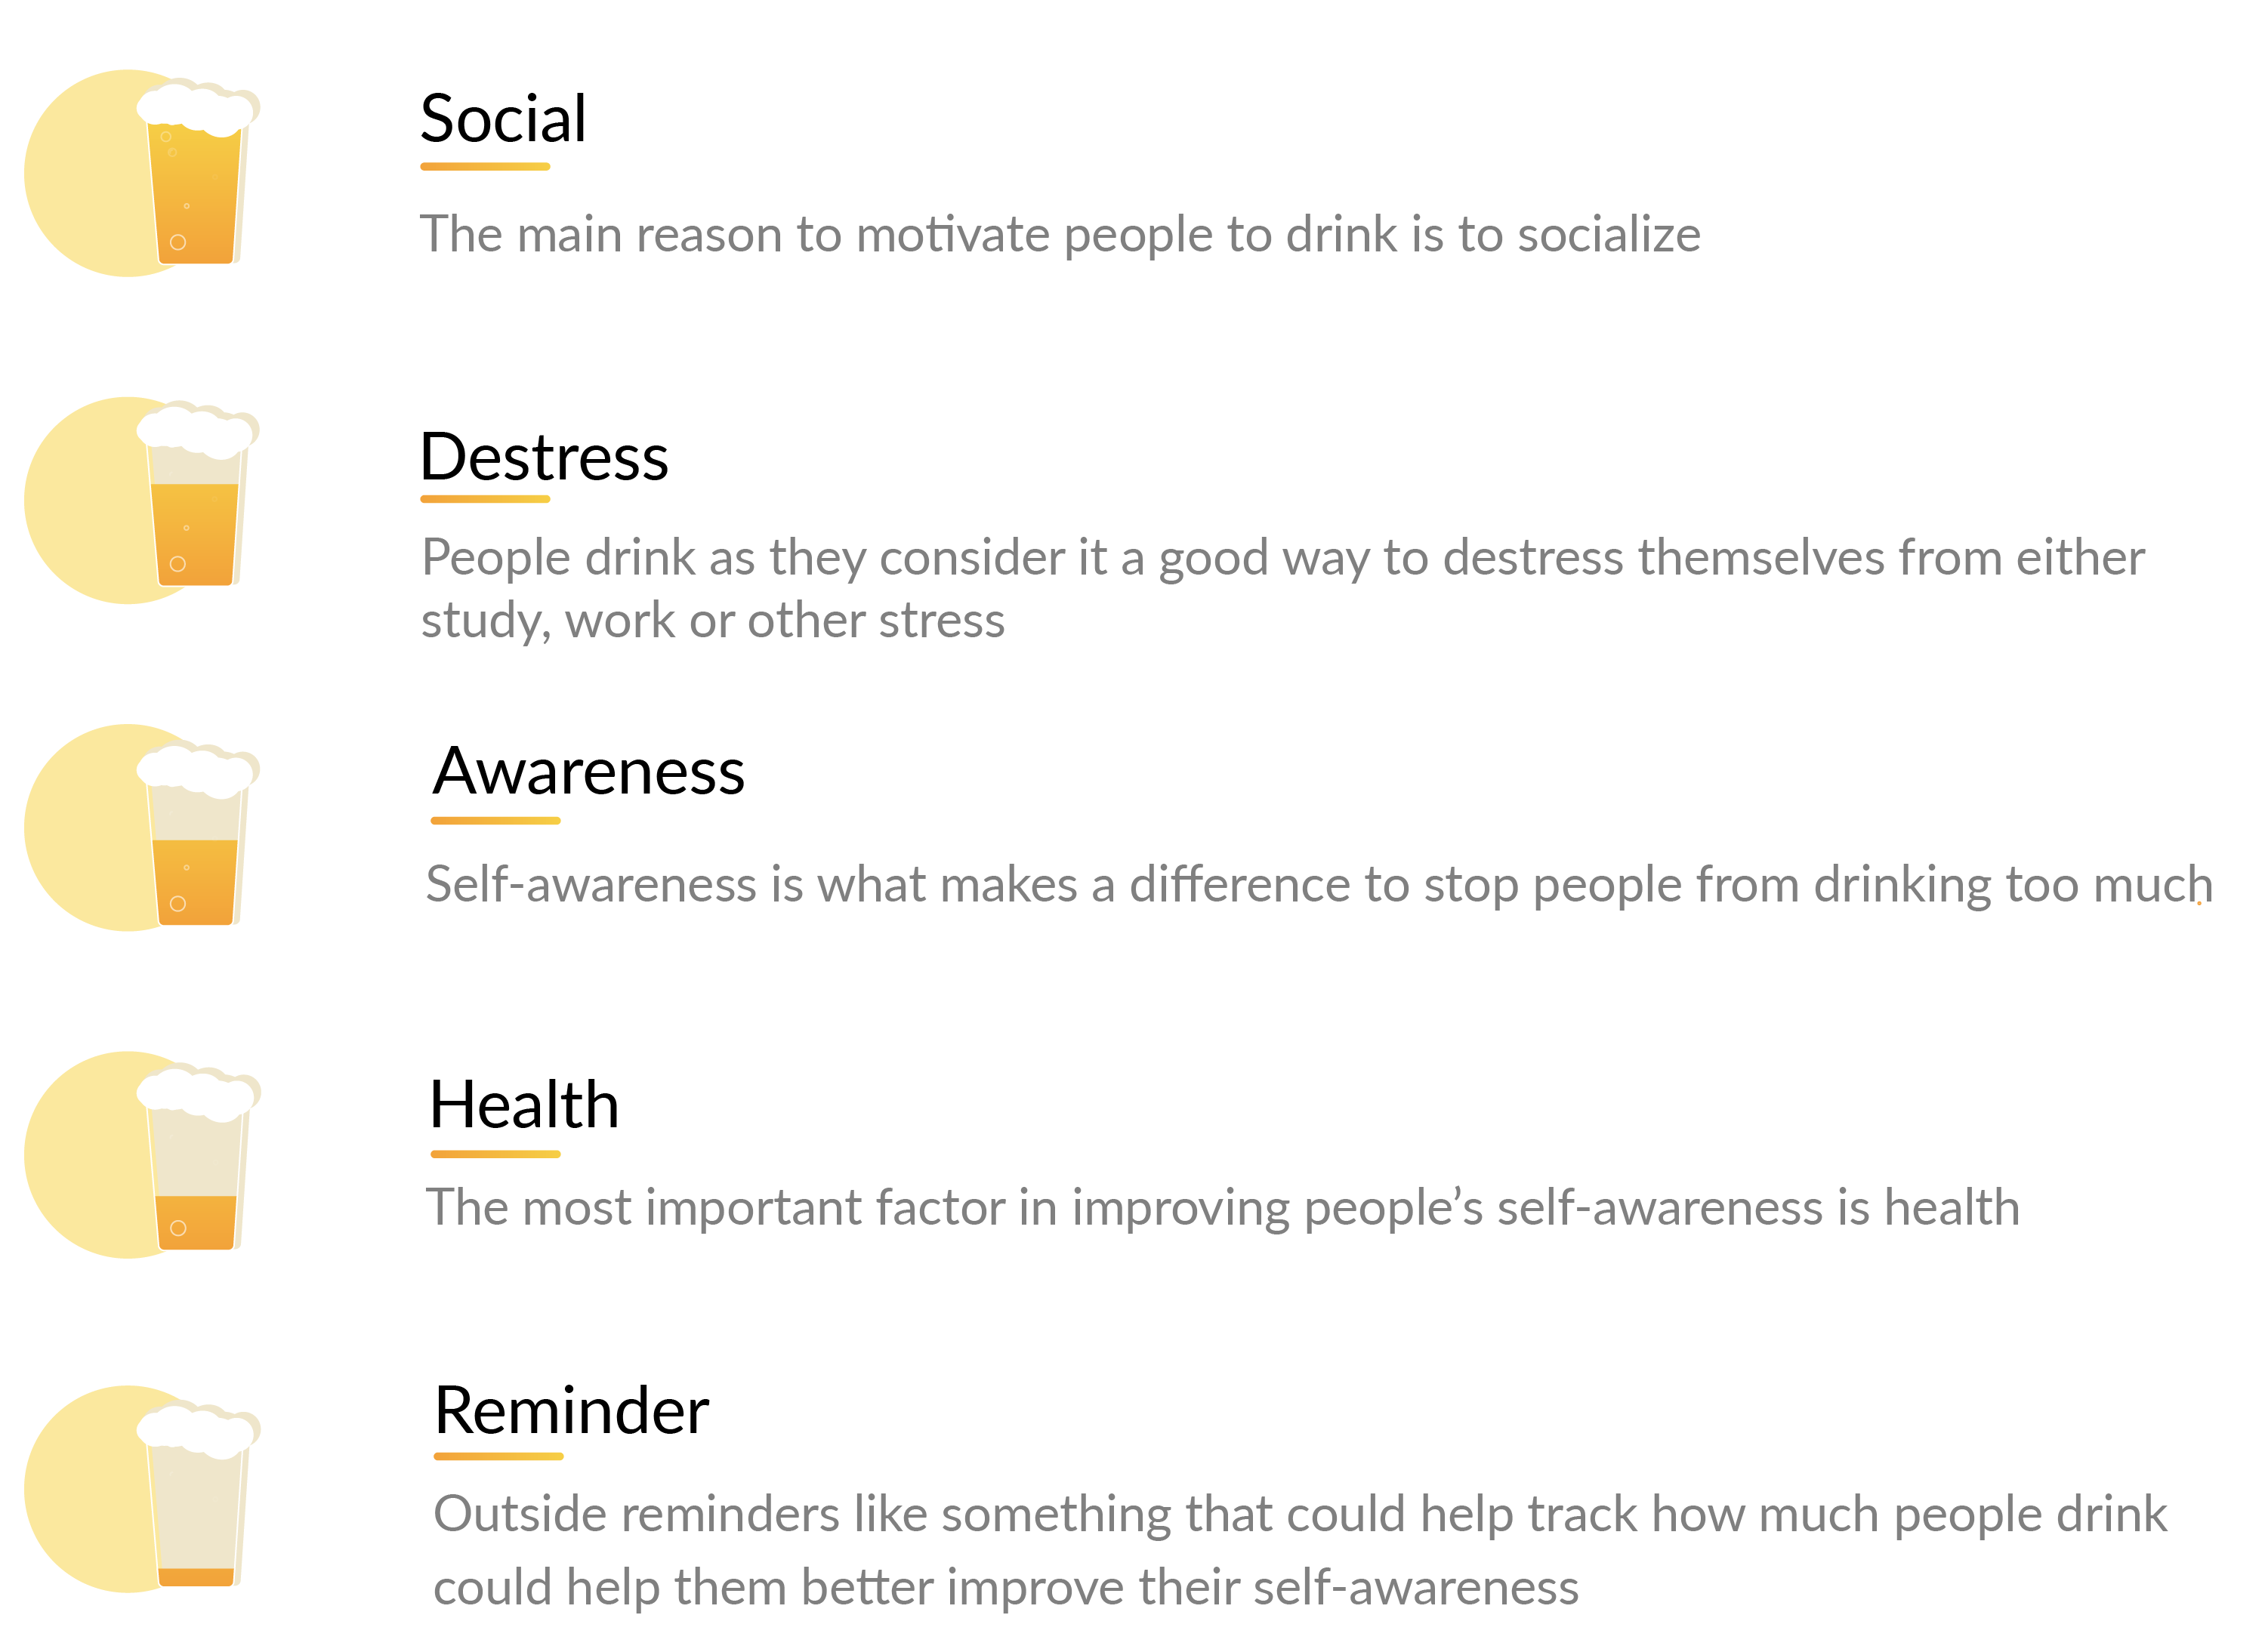 Social
The main reason to motivate people to drink is to socialize
Destress
People drink as they consider it a good way to destress themselves from either
study, work or other stress
Awareness
Self-awareness is what makes a difference to stop people from drinking too much
Health
The most important factor in improving people’s self-awareness is health
Reminder
Outside reminders like something that could help track how much people drink
could help them better improve their self-awareness